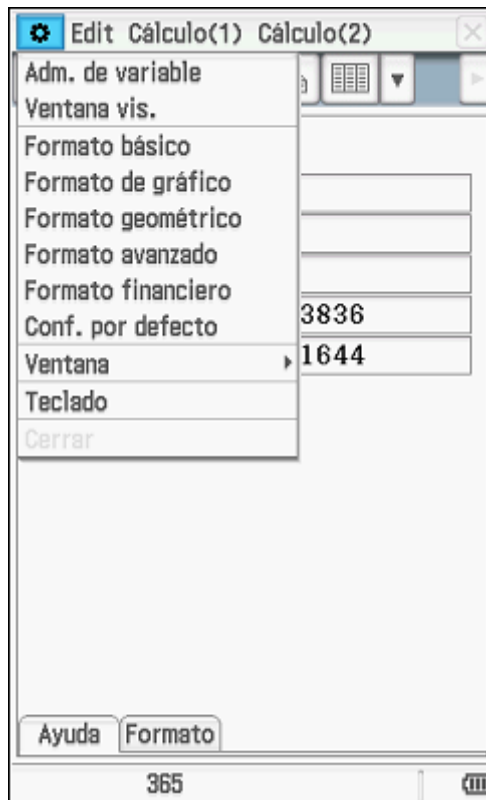 Edit Cálculo(1) Cálculo(2)
Adm. de variable
Ventana vis.
Formato básico
Formato de gráfico
Formato geométrico
Formato avanzado
Formato financiero
Conf. por defecto
3836
Ventana
1644
Teclado
Cerrar
Ayuda Formato
365